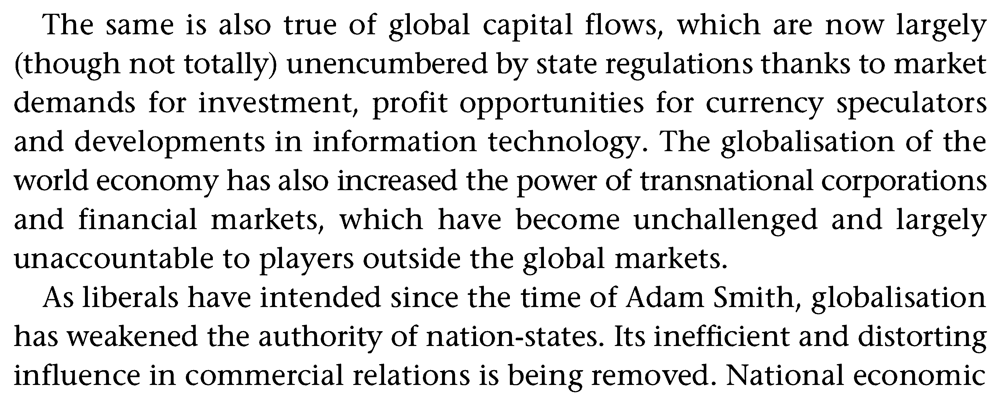 The same is also true of global capital flows, which are now largely
(though not totally) unencumbered by state regulations thanks to market
demands for investment, profit opportunities for currency speculators
and developments in information technology. The globalisation of the
world economy has also increased the power of transnational corporations
and financial markets, which have become unchallenged and largely
unaccountable to players outside the global markets.
As liberals have intended since the time of Adam Smith, globalisation
has weakened the authority of nation-states. Its inefficient and distorting
influence in commercial relations is being removed. National economic